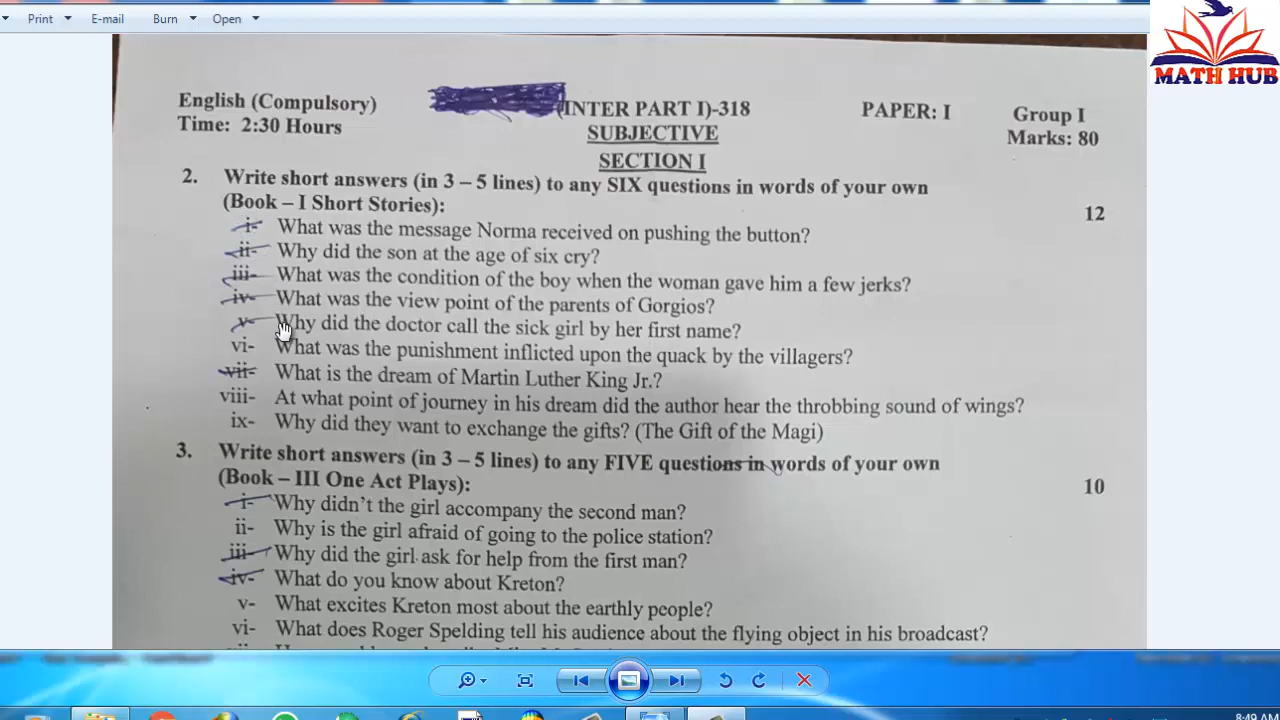 Print E-mail Burn Open
MATH HUB
English (Compulsory) (INTER PART I)-318 PAPER: I Group I
Time: 2:30 Hours SUBJECTIVE Marks: 80
SECTION I
2. Write short answers (in 3 – 5 lines) to any SIX questions in words of your own
(Book – I Short Stories): 12
i- What was the message Norma received on pushing the button?
ii- Why did the son at the age of six cry?
iii- What was the condition of the boy when the woman gave him a few jerks?
iv- What was the view point of the parents of Gorgios?
v- Why did the doctor call the sick girl by her first name?
vi- What was the punishment inflicted upon the quack by the villagers?
vii- What is the dream of Martin Luther King Jr.?
viii- At what point of journey in his dream did the author hear the throbbing sound of wings?
ix- Why did they want to exchange the gifts? (The Gift of the Magi)
3. Write short answers (in 3 – 5 lines) to any FIVE questions in words of your own
(Book – III One Act Plays): 10
i- Why didn't the girl accompany the second man?
ii- Why is the girl afraid of going to the police station?
iii- Why did the girl ask for help from the first man?
iv- What do you know about Kreton?
v- What excites Kreton most about the earthly people?
vi- What does Roger Spelding tell his audience about the flying object in his broadcast?
8:49 AM